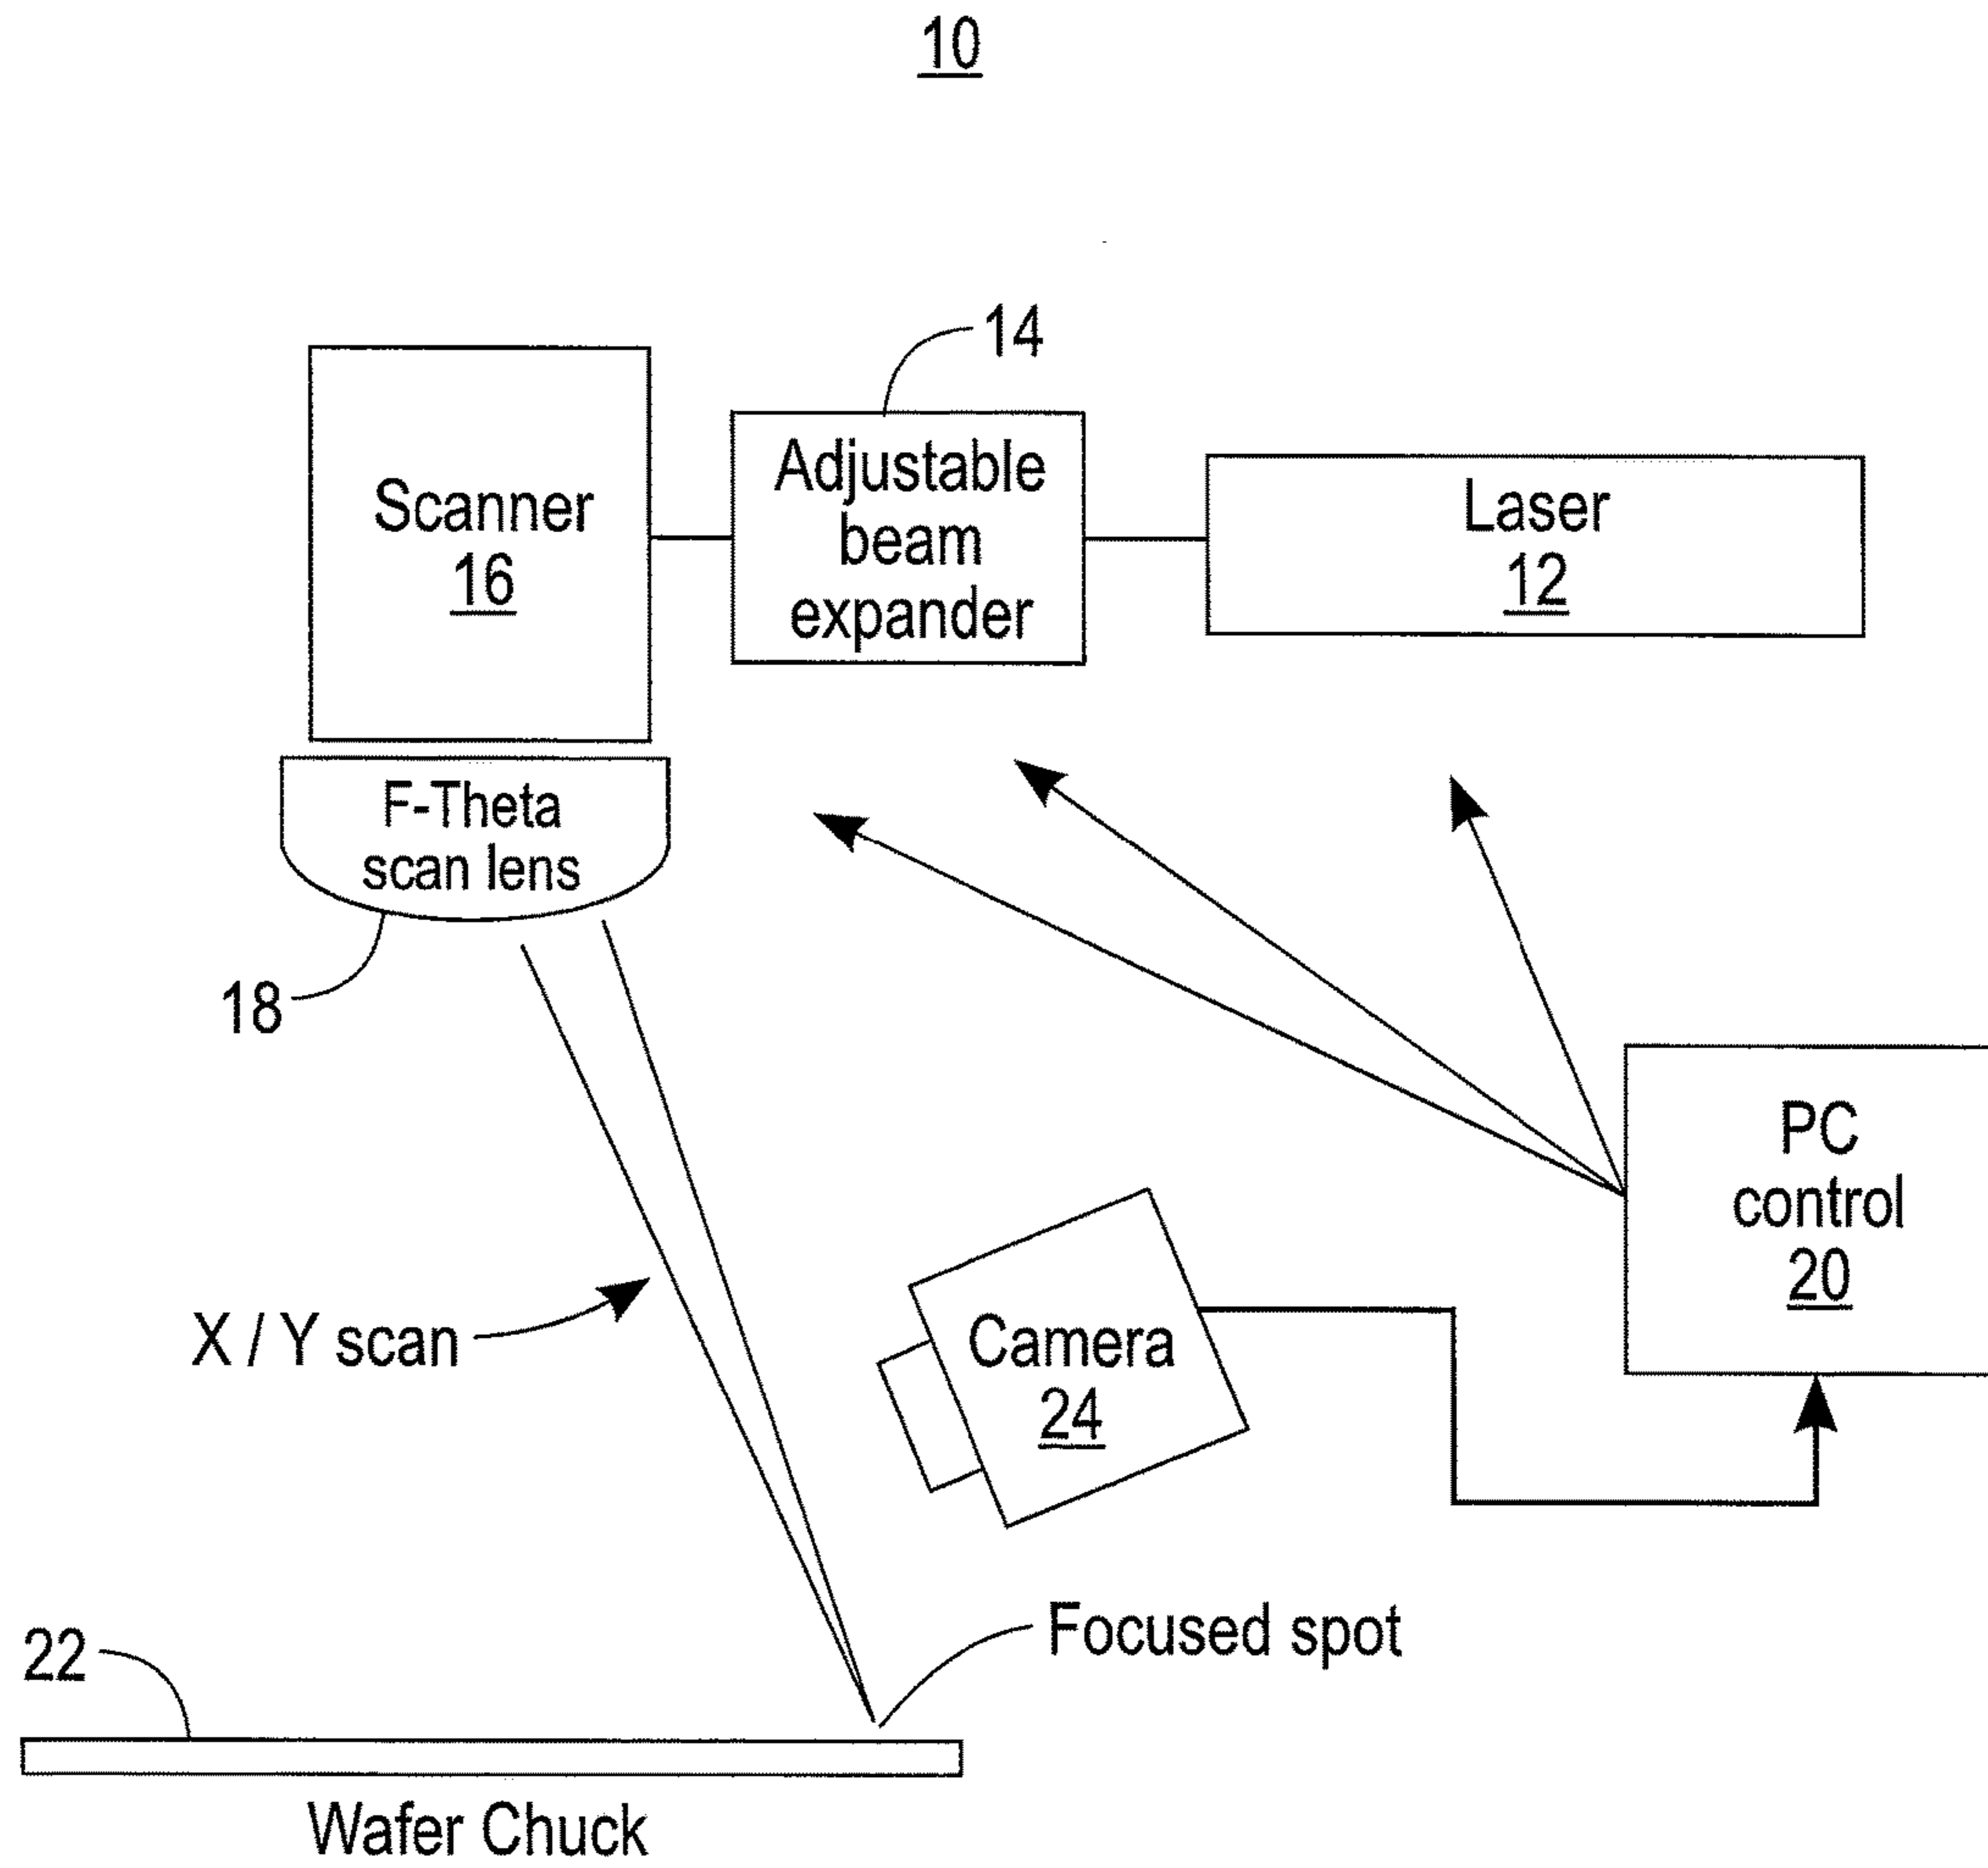 10
14
Scanner
16
Adjustable
beam
expander
Laser
12
F-Theta
scan lens
18
PC
control
20
X / Y scan
Camera
24
Focused spot
22
Wafer Chuck